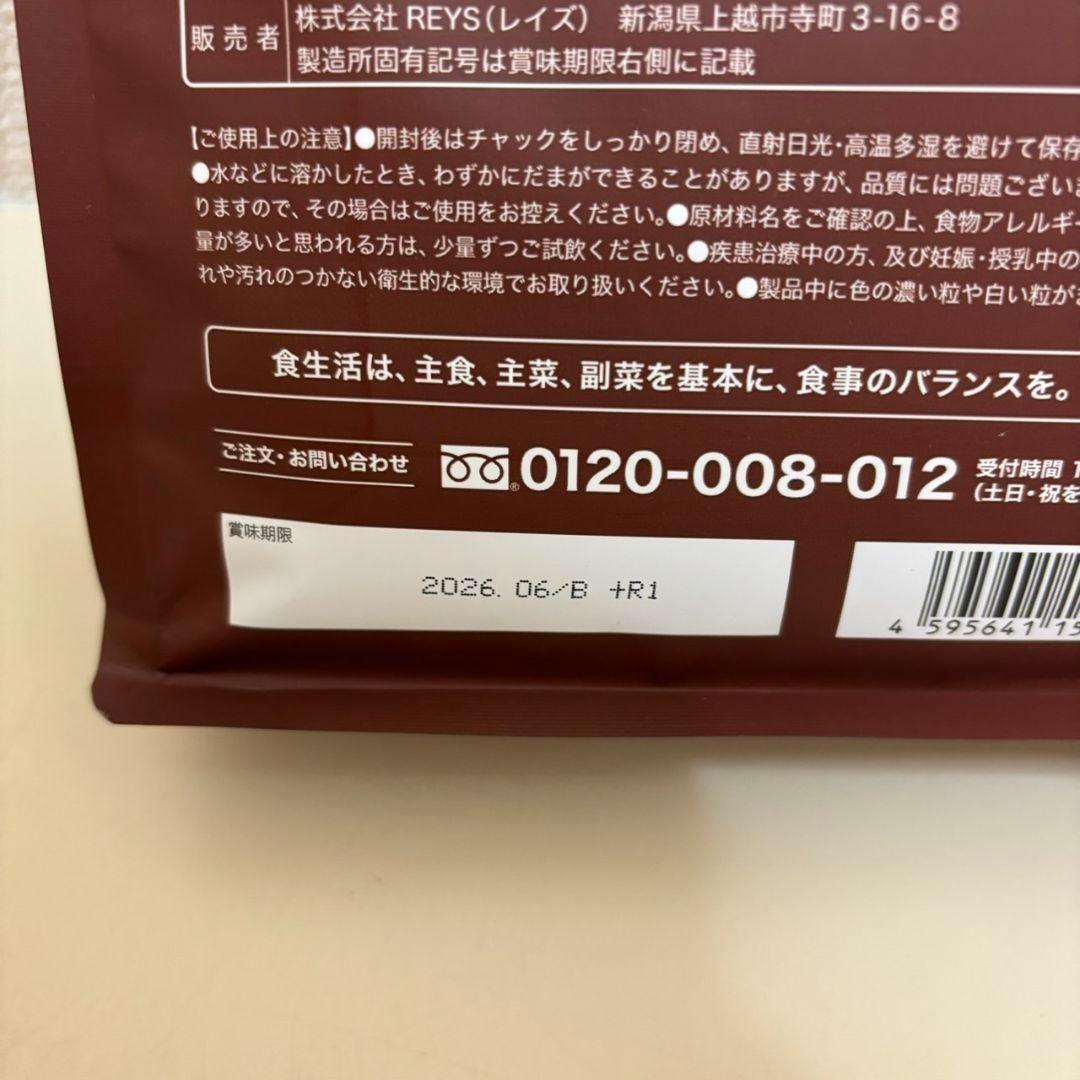 販売者
株式会社 REYS（レイズ） 新潟県上越市寺町3-16-8
製造所固有記号は賞味期限右側に記載
【ご使用上の注意】●開封後はチャックをしっかり閉め、直射日光・高温多湿を避けて保存
●水などに溶かしたとき、わずかにだまができることがありますが、品質には問題ござい
りますので、その場合はご使用をお控えください。●原材料名をご確認の上、食物アレルギー
量が多いと思われる方は、少量ずつご試飲ください。●疾患治療中の方、及び妊娠・授乳中の
れや汚れのつかない衛生的な環境でお取り扱いください。●製品中に色の濃い粒や白い粒が
食生活は、主食、主菜、副菜を基本に、食事のバランスを。
ご注文・お問い合わせ
0120-008-012
受付時間 1
（土日・祝を
賞味期限
2026. 06/B +R1
4 595641 15